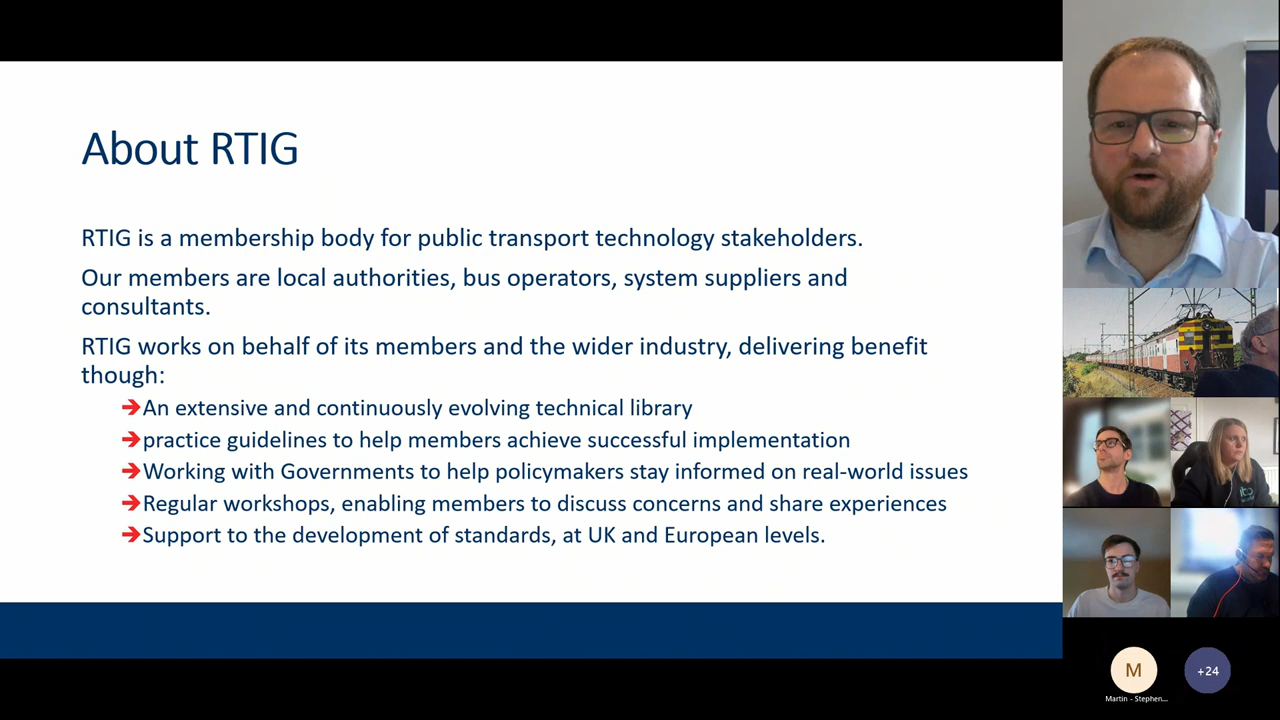 About RTIG
RTIG is a membership body for public transport technology stakeholders.
Our members are local authorities, bus operators, system suppliers and
consultants.
RTIG works on behalf of its members and the wider industry, delivering benefit
though:
➔An extensive and continuously evolving technical library
➔practice guidelines to help members achieve successful implementation
➔Working with Governments to help policymakers stay informed on real-world issues
➔Regular workshops, enabling members to discuss concerns and share experiences
➔Support to the development of standards, at UK and European levels.
ito
M
+24
Martin - Stephen...